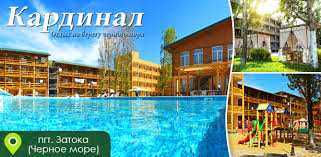 Кардинал
Отдых на берегу черного моря
пгт. Затока
(Черное море)